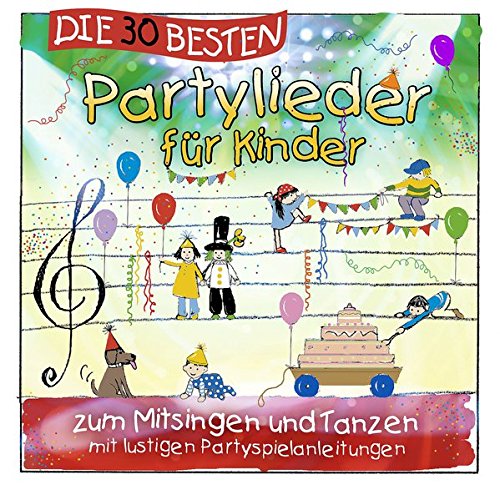 DIE 30 BESTEN
Partylieder
für Kinder
zum Mitsingen und Tanzen
mit lustigen Partyspielanleitungen